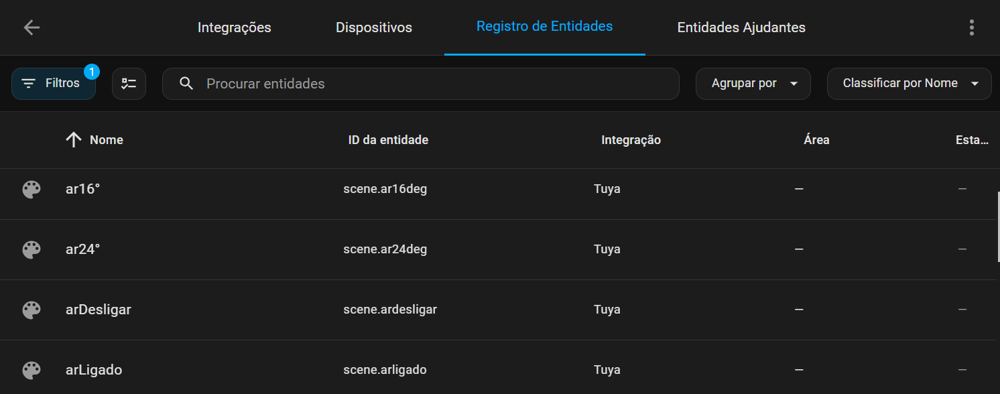 Integrações Dispositivos Registro de Entidades Entidades Ajudantes
Filtros 1 Procurar entidades Agrupar por Classificar por Nome
Nome ID da entidade Integração Área Esta...
ar16° scene.ar16deg Tuya — —
ar24° scene.ar24deg Tuya — —
arDesligar scene.ardesligar Tuya — —
arLigado scene.arligado Tuya — —